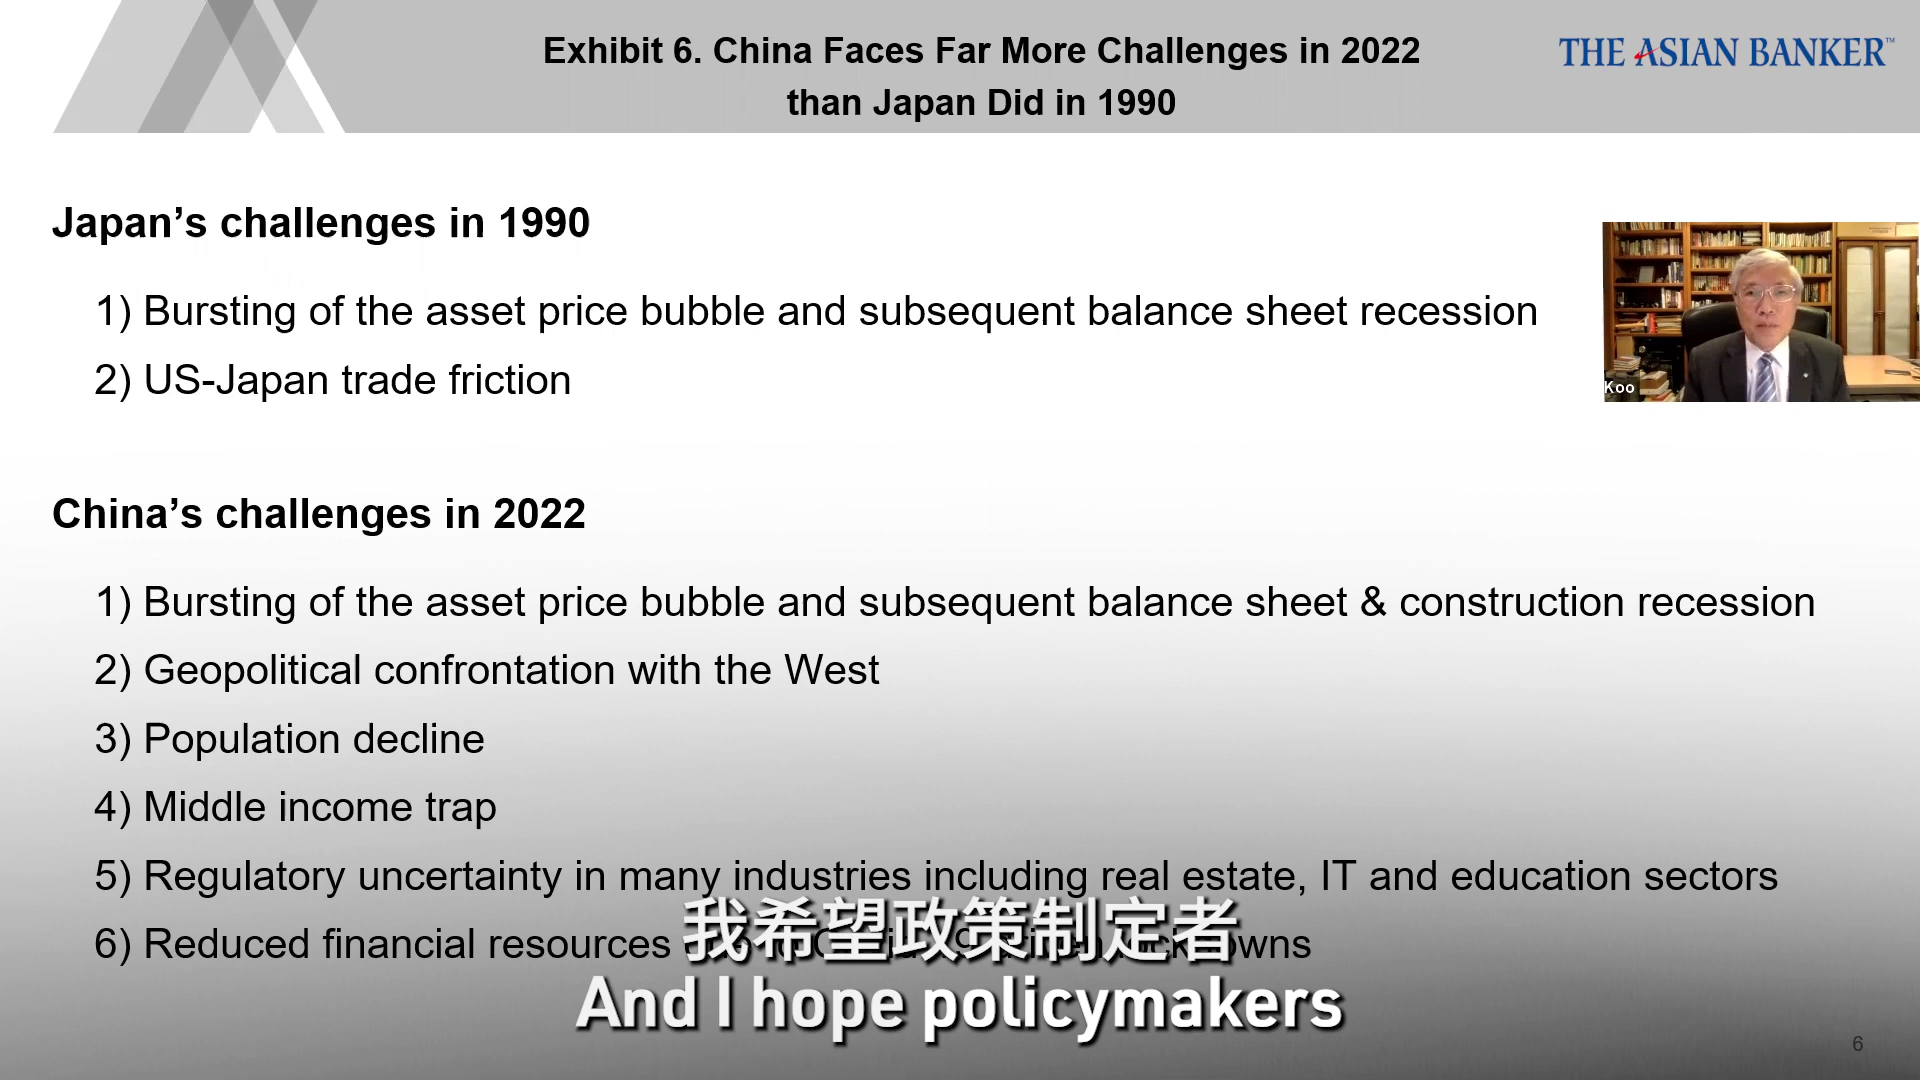 Exhibit 6. China Faces Far More Challenges in 2022
than Japan Did in 1990
THE ASIAN BANKER™
Japan’s challenges in 1990
1) Bursting of the asset price bubble and subsequent balance sheet recession
2) US-Japan trade friction
Koo
China’s challenges in 2022
1) Bursting of the asset price bubble and subsequent balance sheet & construction recession
2) Geopolitical confrontation with the West
3) Population decline
4) Middle income trap
5) Regulatory uncertainty in many industries including real estate, IT and education sectors
6) Reduced financial resources
我希望政策制定者
And I hope policymakers
6